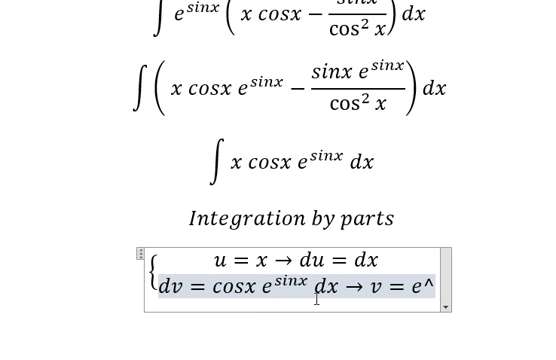 ∫ e^sinx ( x cosx − sinx / cos² x ) dx
∫ ( x cosx e^sinx − sinx e^sinx / cos² x ) dx
∫ x cosx e^sinx dx
Integration by parts
{ u = x → du = dx
dv = cosx e^sinx dx → v = e^